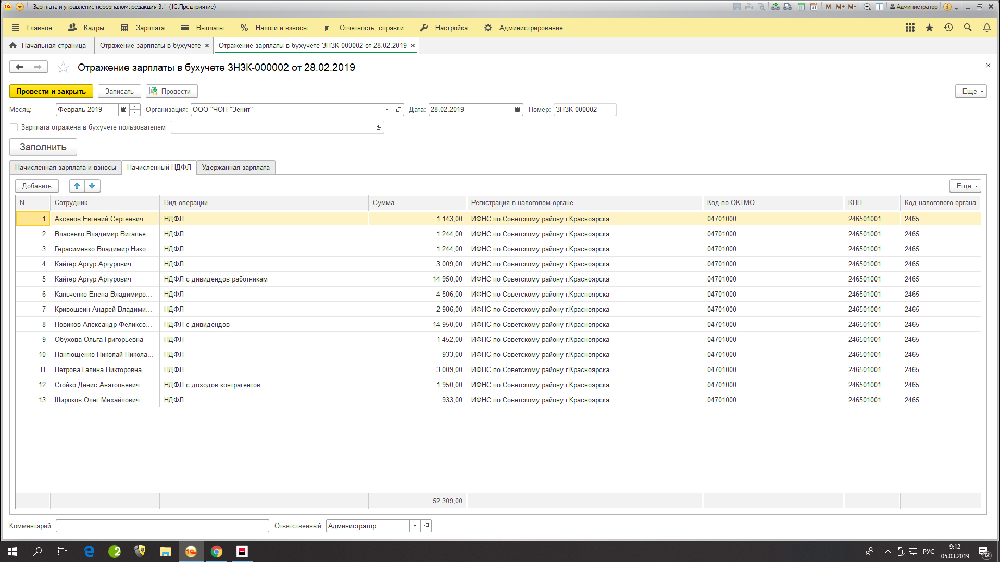 Зарплата и управление персоналом, редакция 3.1 (1С:Предприятие)
M M+ M- Администратор
Главное Кадры Зарплата Выплаты Налоги и взносы Отчетность, справки Настройка Администрирование
Начальная страница Отражение зарплаты в бухучете × Отражение зарплаты в бухучете ЗНЗК-000002 от 28.02.2019 ×
Отражение зарплаты в бухучете ЗНЗК-000002 от 28.02.2019
Провести и закрыть Записать Провести Еще
Месяц: Февраль 2019 Организация: ООО "ЧОП "Зенит" Дата: 28.02.2019 Номер: ЗНЗК-000002
Зарплата отражена в бухучете пользователем
Заполнить
Начисленная зарплата и взносы Начисленный НДФЛ Удержанная зарплата
Добавить Еще
N Сотрудник Вид операции Сумма Регистрация в налоговом органе Код по ОКТМО КПП Код налогового органа
1 Аксенов Евгений Сергеевич НДФЛ 1 143,00 ИФНС по Советскому району г.Красноярска 04701000 246501001 2465
2 Власенко Владимир Виталье... НДФЛ 1 244,00 ИФНС по Советскому району г.Красноярска 04701000 246501001 2465
3 Герасименко Владимир Нико... НДФЛ 1 244,00 ИФНС по Советскому району г.Красноярска 04701000 246501001 2465
4 Кайтер Артур Артурович НДФЛ 3 009,00 ИФНС по Советскому району г.Красноярска 04701000 246501001 2465
5 Кайтер Артур Артурович НДФЛ с дивидендов работникам 14 950,00 ИФНС по Советскому району г.Красноярска 04701000 246501001 2465
6 Кальченко Елена Владимиро... НДФЛ 4 506,00 ИФНС по Советскому району г.Красноярска 04701000 246501001 2465
7 Кривошеин Андрей Владими... НДФЛ 2 986,00 ИФНС по Советскому району г.Красноярска 04701000 246501001 2465
8 Новиков Александр Феликсо... НДФЛ с дивидендов 14 950,00 ИФНС по Советскому району г.Красноярска 04701000 246501001 2465
9 Обухова Ольга Григорьевна НДФЛ 1 452,00 ИФНС по Советскому району г.Красноярска 04701000 246501001 2465
10 Пантющенко Николай Никола... НДФЛ 933,00 ИФНС по Советскому району г.Красноярска 04701000 246501001 2465
11 Петрова Галина Викторовна НДФЛ 3 009,00 ИФНС по Советскому району г.Красноярска 04701000 246501001 2465
12 Стойко Денис Анатольевич НДФЛ с доходов контрагентов 1 950,00 ИФНС по Советскому району г.Красноярска 04701000 246501001 2465
13 Широков Олег Михайлович НДФЛ 933,00 ИФНС по Советскому району г.Красноярска 04701000 246501001 2465
52 309,00
Комментарий: Ответственный: Администратор
РУС 9:12
05.03.2019 12